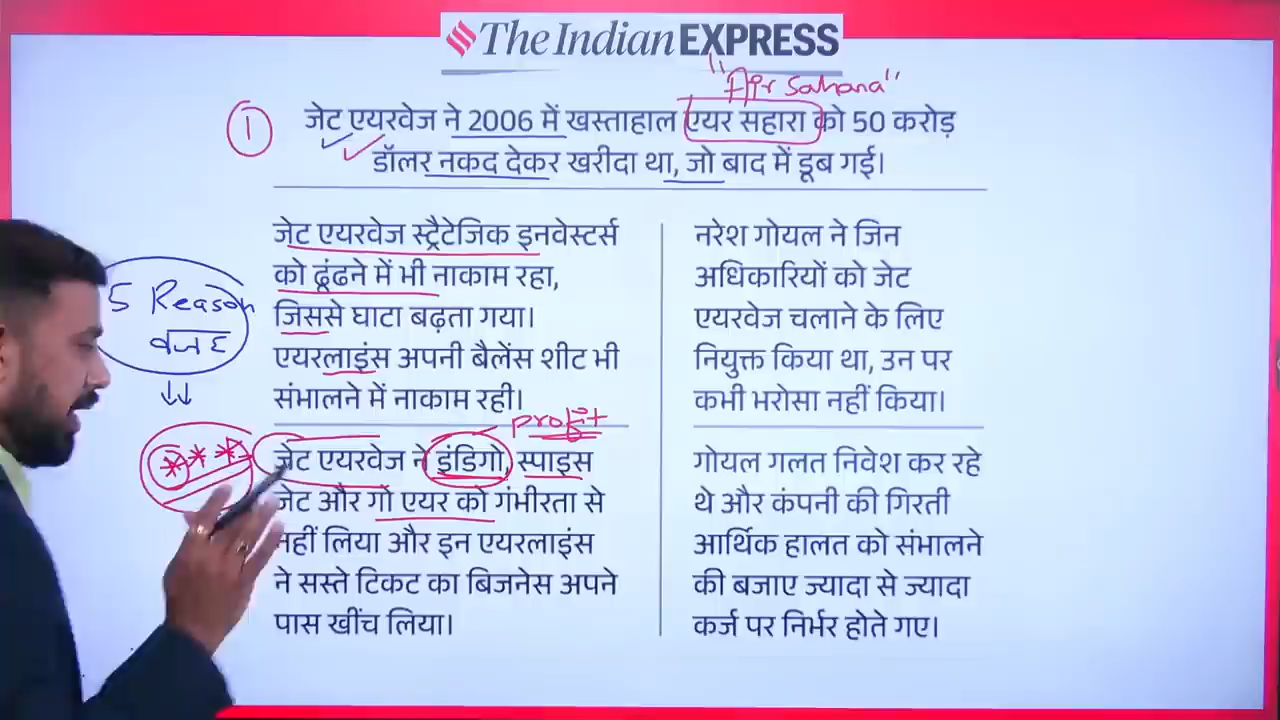 The Indian EXPRESS
"Air Sahara"
1
जेट एयरवेज ने 2006 में खस्ताहाल एयर सहारा को 50 करोड़
डॉलर नकद देकर खरीदा था, जो बाद में डूब गई।
5 Reason
वजह
जेट एयरवेज स्ट्रैटेजिक इनवेस्टर्स
को ढूंढने में भी नाकाम रहा,
जिससे घाटा बढ़ता गया।
एयरलाइंस अपनी बैलेंस शीट भी
संभालने में नाकाम रही।
profit
जेट एयरवेज ने इंडिगो, स्पाइस
जेट और गो एयर को गंभीरता से
नहीं लिया और इन एयरलाइंस
ने सस्ते टिकट का बिजनेस अपने
पास खींच लिया।
नरेश गोयल ने जिन
अधिकारियों को जेट
एयरवेज चलाने के लिए
नियुक्त किया था, उन पर
कभी भरोसा नहीं किया।
गोयल गलत निवेश कर रहे
थे और कंपनी की गिरती
आर्थिक हालत को संभालने
की बजाए ज्यादा से ज्यादा
कर्ज पर निर्भर होते गए।